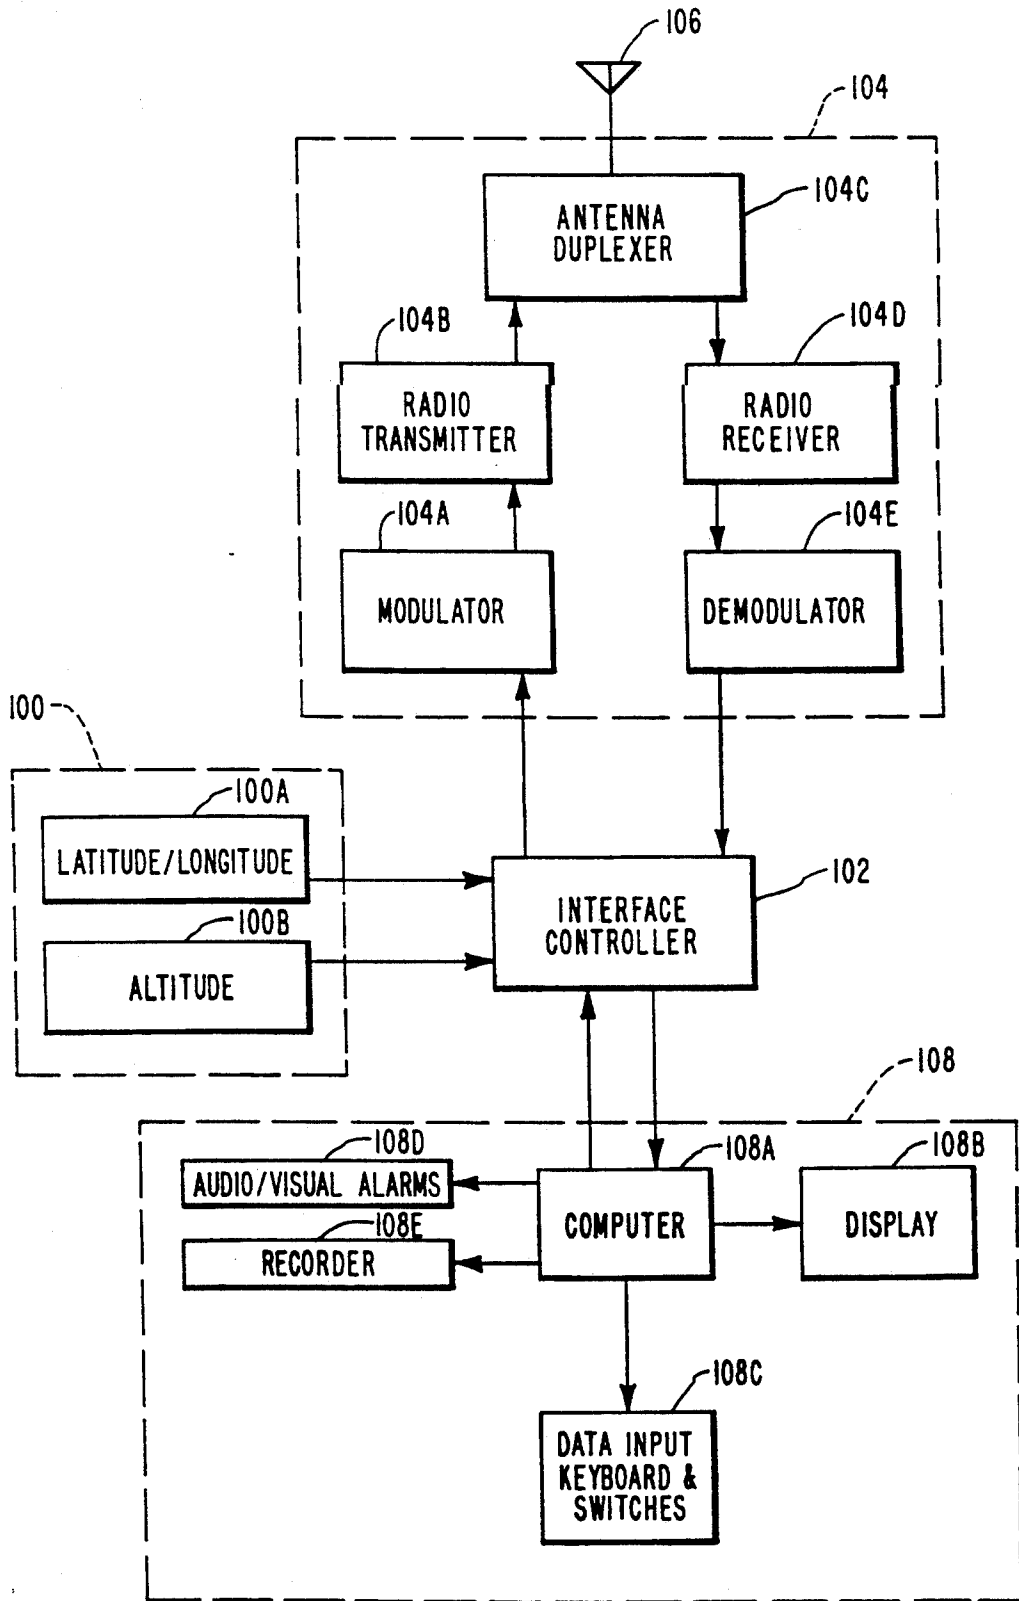 106
104
104C
ANTENNA
DUPLEXER
104B
104D
RADIO
TRANSMITTER
RADIO
RECEIVER
104A
104E
MODULATOR
DEMODULATOR
100
100A
LATITUDE/LONGITUDE
102
INTERFACE
CONTROLLER
100B
ALTITUDE
108
108D
108A
108B
AUDIO/VISUAL ALARMS
COMPUTER
DISPLAY
108E
RECORDER
108C
DATA INPUT
KEYBOARD &
SWITCHES